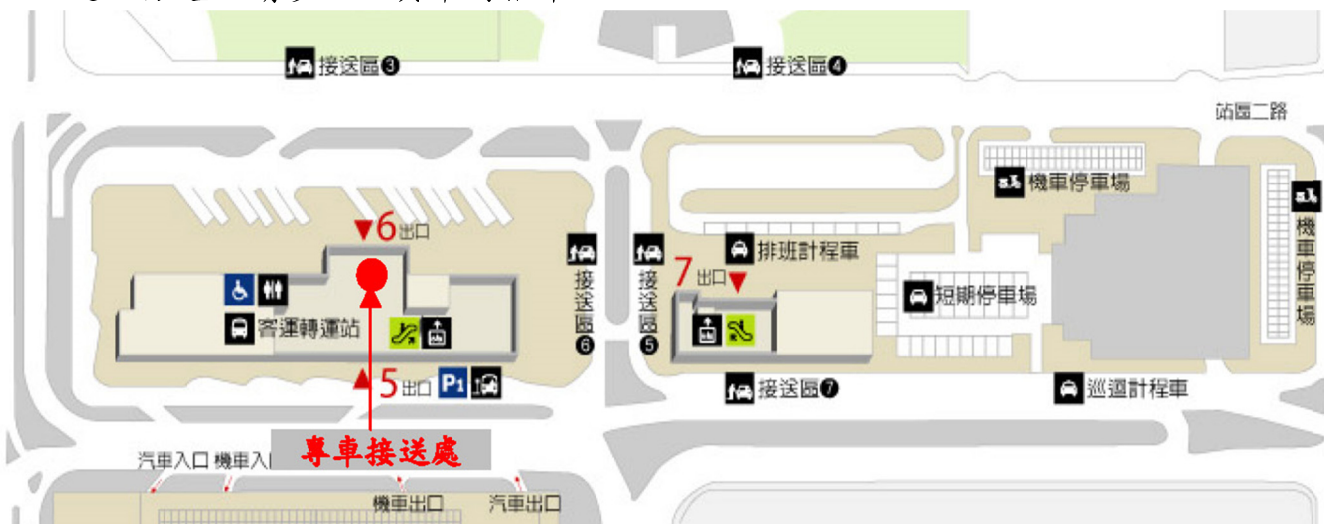 接送區❸
接送區❹
站區二路
機車停車場
機車停車場
6出口
排班計程車
7出口
接送區❻
接送區❺
短期停車場
客運轉運站
5出口 P1
接送區❼
巡迴計程車
專車接送處
汽車入口 機車入
機車出口
汽車出口